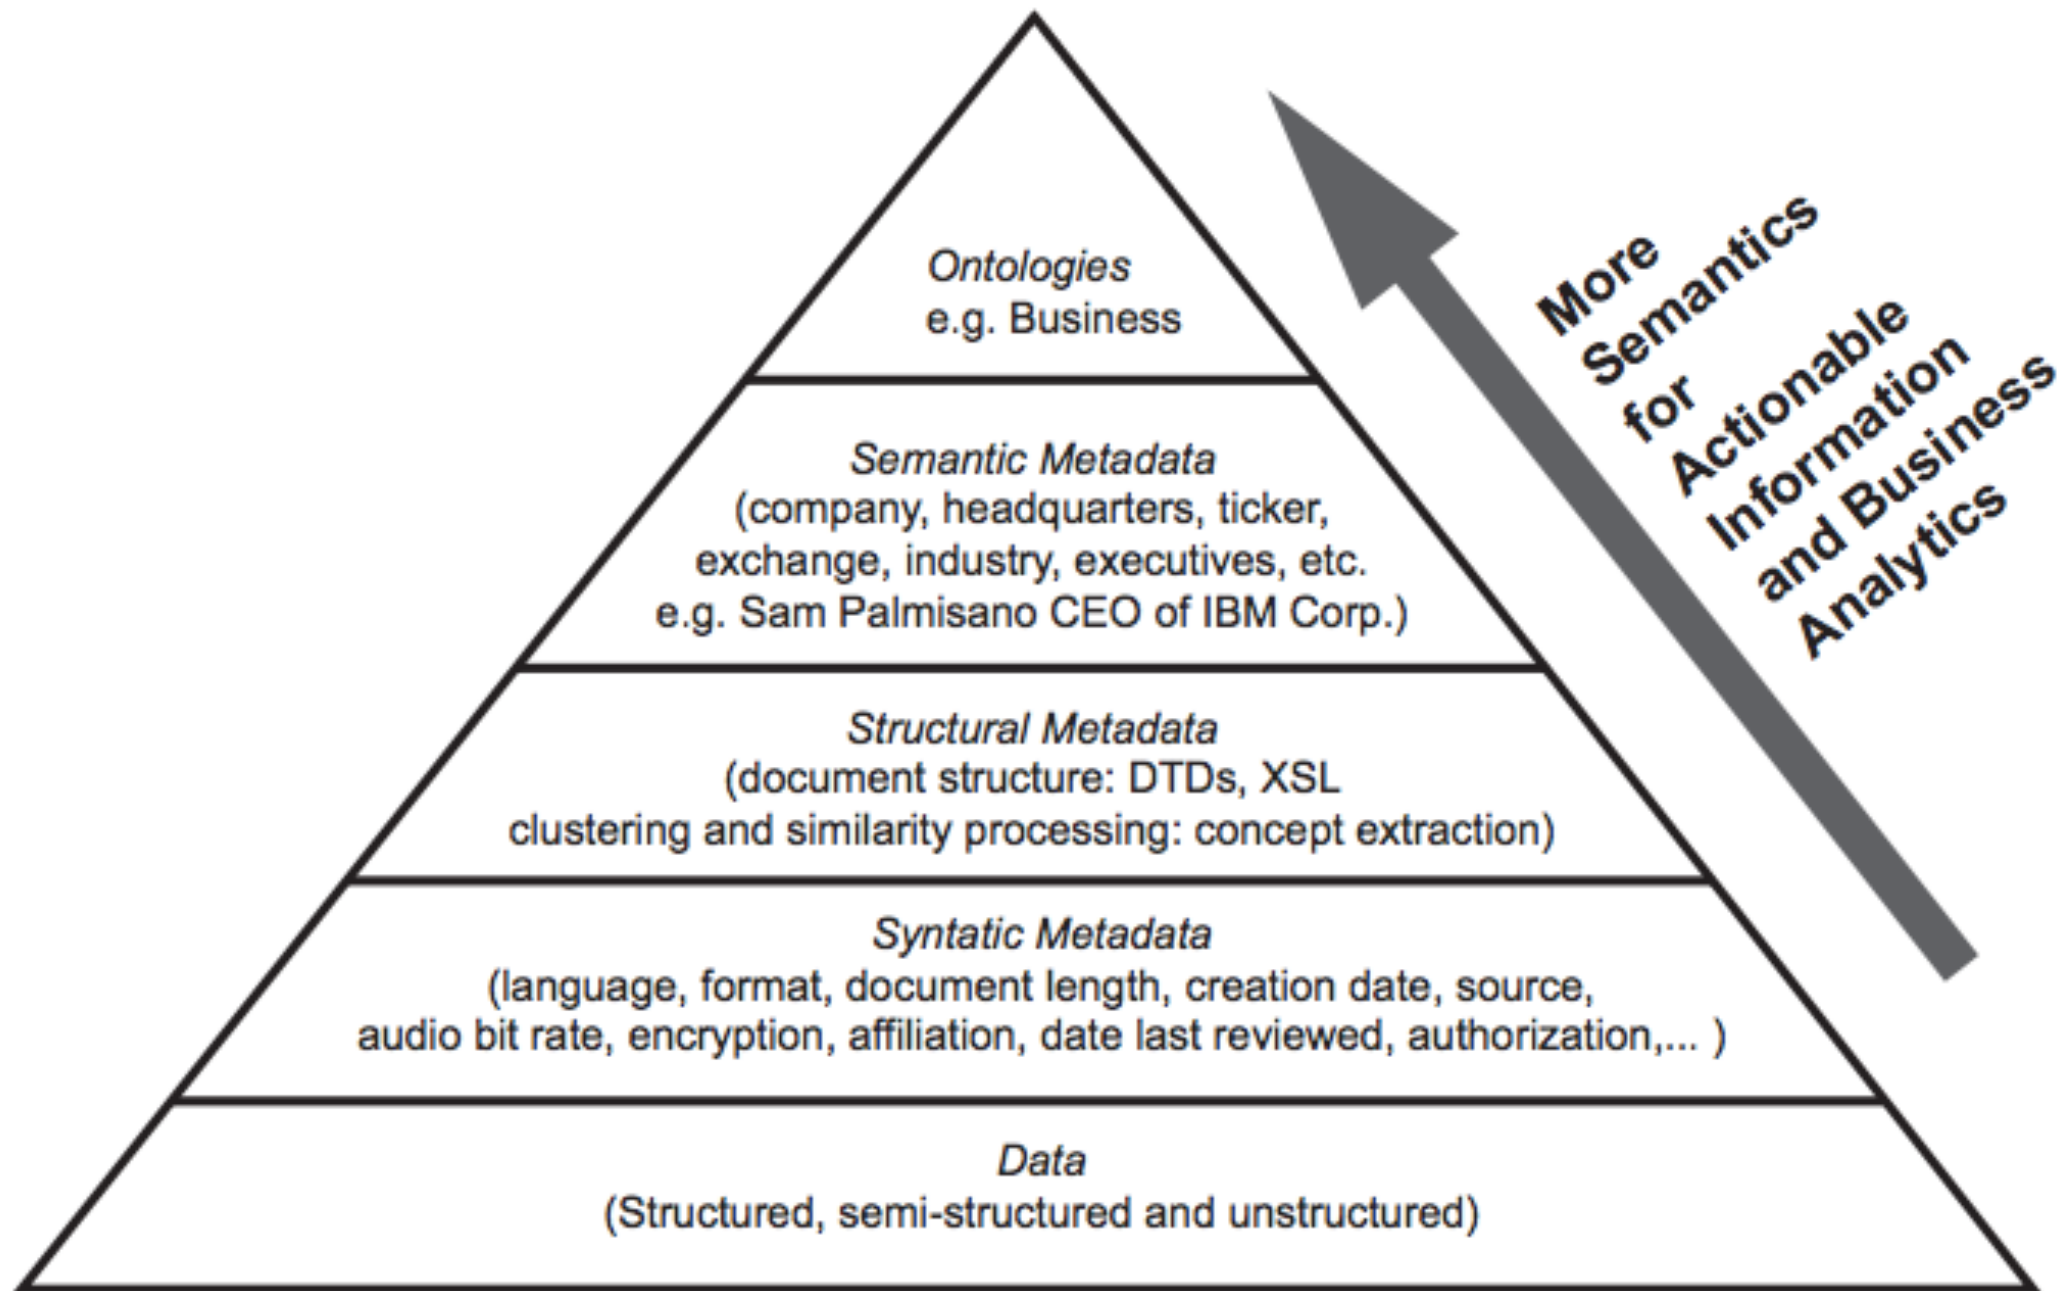 Ontologies
e.g. Business
Semantic Metadata
(company, headquarters, ticker,
exchange, industry, executives, etc.
e.g. Sam Palmisano CEO of IBM Corp.)
Structural Metadata
(document structure: DTDs, XSL
clustering and similarity processing: concept extraction)
Syntatic Metadata
(language, format, document length, creation date, source,
audio bit rate, encryption, affiliation, date last reviewed, authorization,... )
Data
(Structured, semi-structured and unstructured)
More
Semantics
for
Actionable
Information
and Business
Analytics